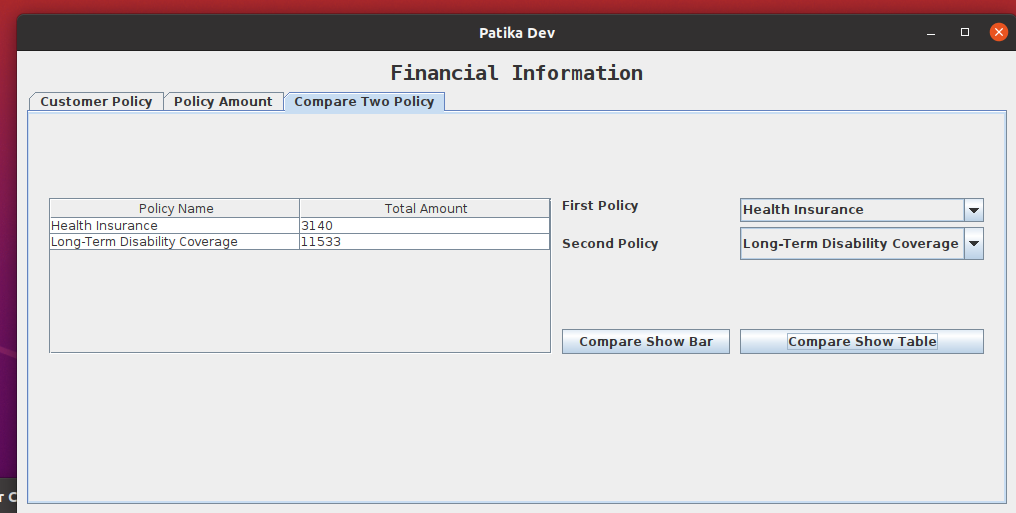 Patika Dev
Financial Information
Customer Policy Policy Amount Compare Two Policy
Policy Name Total Amount
Health Insurance 3140
Long-Term Disability Coverage 11533
First Policy Health Insurance
Second Policy Long-Term Disability Coverage
Compare Show Bar Compare Show Table
r C